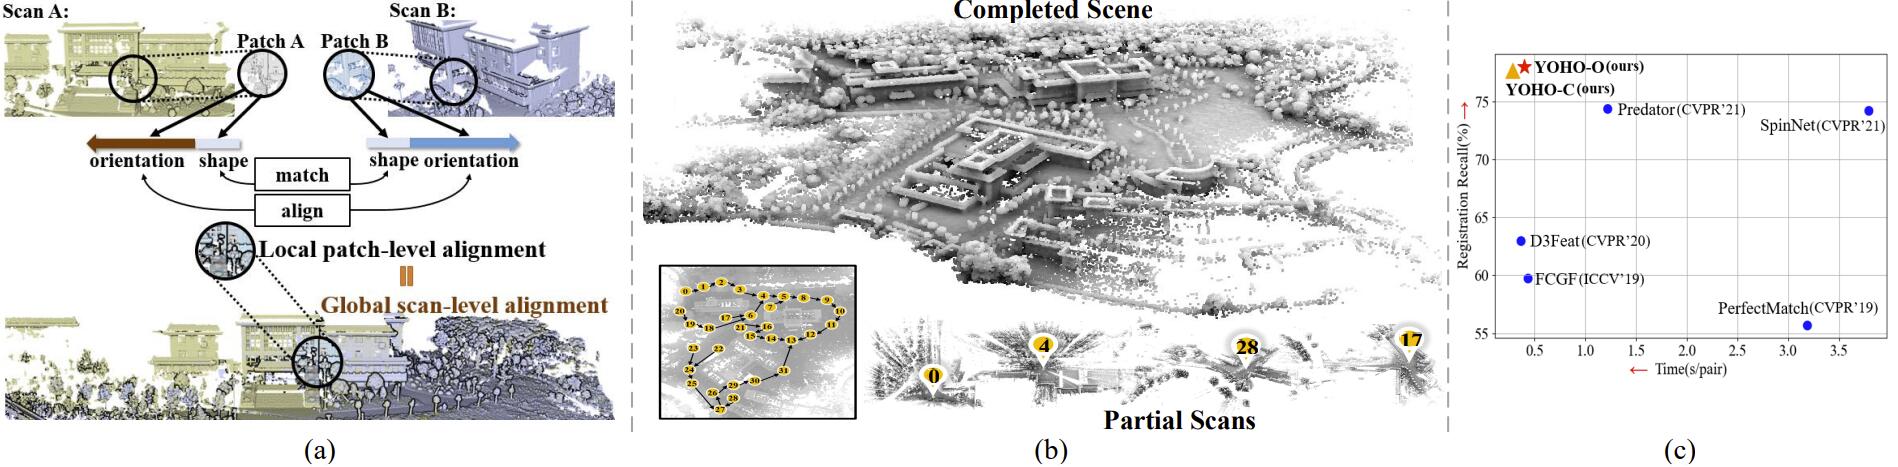 Scan A:
Scan B:
Patch A
Patch B
orientation
shape
shape
orientation
match
align
Local patch-level alignment
=
Global scan-level alignment
(a)
Completed Scene
0
1
2
3
4
5
8
9
10
11
12
13
14
15
16
21
7
6
17
18
19
20
22
23
24
25
26
27
28
29
30
31
0
4
28
17
Partial Scans
(b)
YOHO-O(ours)
YOHO-C(ours)
Predator(CVPR'21)
SpinNet(CVPR'21)
D3Feat(CVPR'20)
FCGF(ICCV'19)
PerfectMatch(CVPR'19)
Registration Recall(%) →
75
70
65
60
55
0.5 1.0 1.5 2.0 2.5 3.0 3.5
← Time(s/pair)
(c)